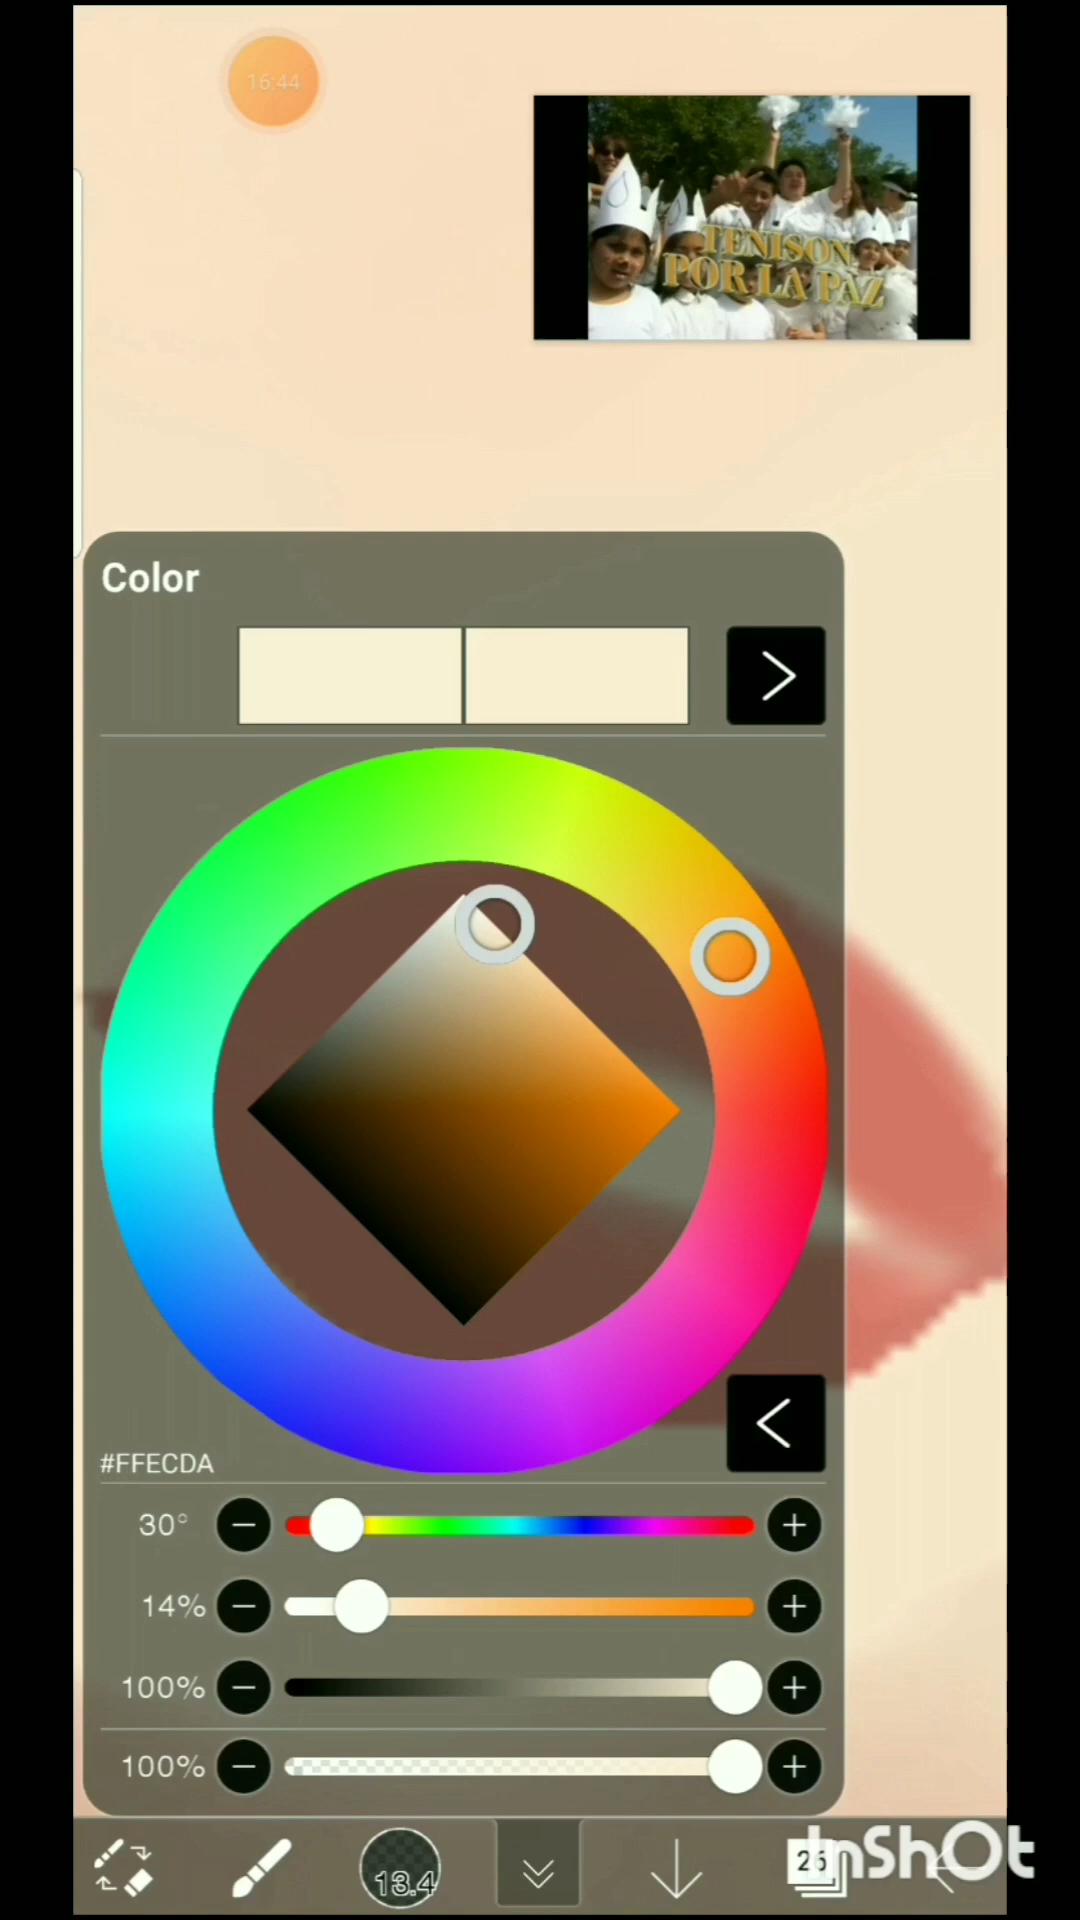 16:44
TENISON
POR LA PAZ
Color
#FFECDA
30°
14%
100%
100%
13.4
26
InShOt